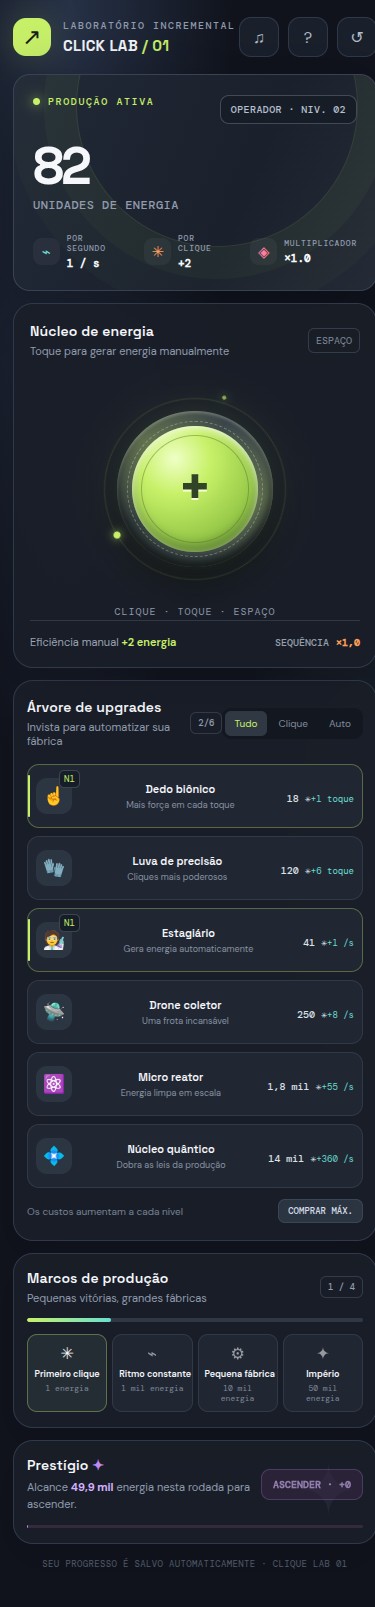 LABORATÓRIO INCREMENTAL
CLICK LAB / 01
?
PRODUÇÃO ATIVA
OPERADOR · NIV. 02
82
UNIDADES DE ENERGIA
POR SEGUNDO
1 / s
POR CLIQUE
+2
MULTIPLICADOR
×1.0
Núcleo de energia
Toque para gerar energia manualmente
ESPAÇO
+
CLIQUE · TOQUE · ESPAÇO
Eficiência manual +2 energia
SEQUÊNCIA ×1,0
Árvore de upgrades
Invista para automatizar sua
fábrica
2/6
Tudo
Clique
Auto
N1
Dedo biônico
Mais força em cada toque
18 ✳+1 toque
Luva de precisão
Cliques mais poderosos
120 ✳+6 toque
N1
Estagiário
Gera energia automaticamente
41 ✳+1 /s
Drone coletor
Uma frota incansável
250 ✳+8 /s
Micro reator
Energia limpa em escala
1,8 mil ✳+55 /s
Núcleo quântico
Dobra as leis da produção
14 mil ✳+360 /s
Os custos aumentam a cada nível
COMPRAR MÁX.
Marcos de produção
Pequenas vitórias, grandes fábricas
1 / 4
Primeiro clique
1 energia
Ritmo constante
1 mil energia
Pequena fábrica
10 mil
energia
Império
50 mil
energia
Prestígio ✦
Alcance 49,9 mil energia nesta rodada para
ascender.
ASCENDER · +0
SEU PROGRESSO É SALVO AUTOMATICAMENTE · CLIQUE LAB 01